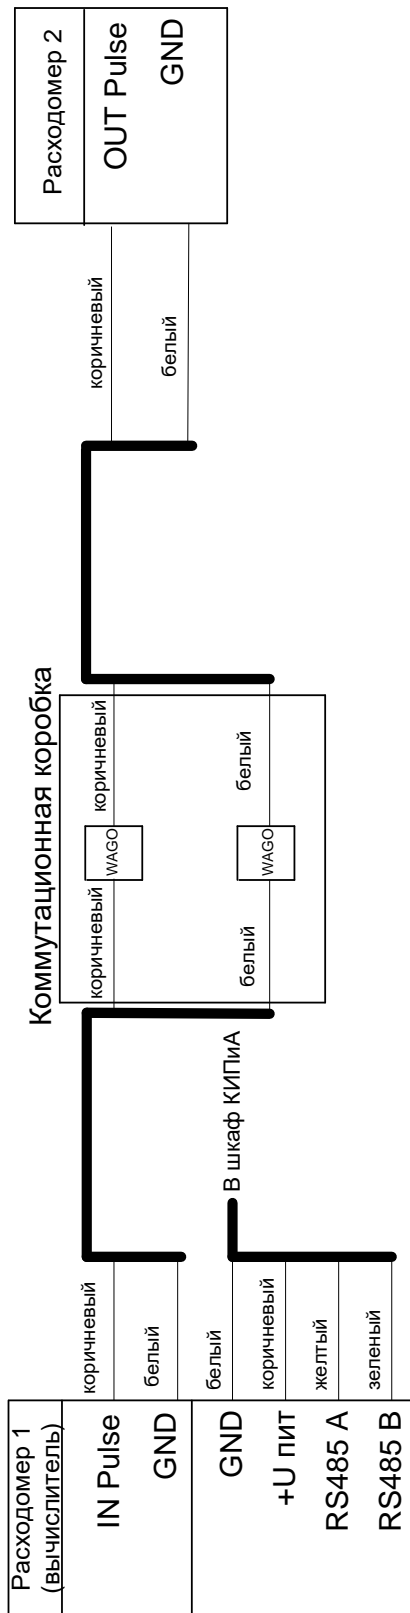 Расходомер 2
OUT Pulse
GND
коричневый
белый
Коммутационная коробка
коричневый
белый
WAGO
WAGO
коричневый
белый
В шкаф КИПиА
коричневый
белый
белый
коричневый
желтый
зеленый
Расходомер 1
(вычислитель)
IN Pulse
GND
GND
+U пит
RS485 A
RS485 B